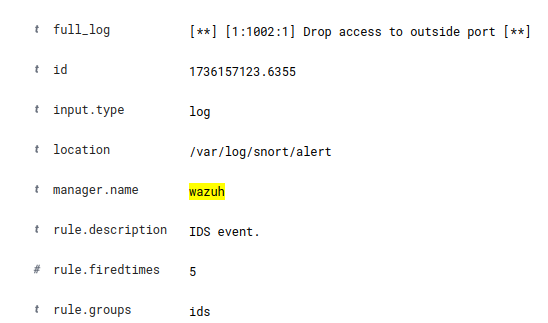 t full_log [**] [1:1002:1] Drop access to outside port [**]
t id 1736157123.6355
t input.type log
t location /var/log/snort/alert
t manager.name wazuh
t rule.description IDS event.
# rule.firedtimes 5
t rule.groups ids